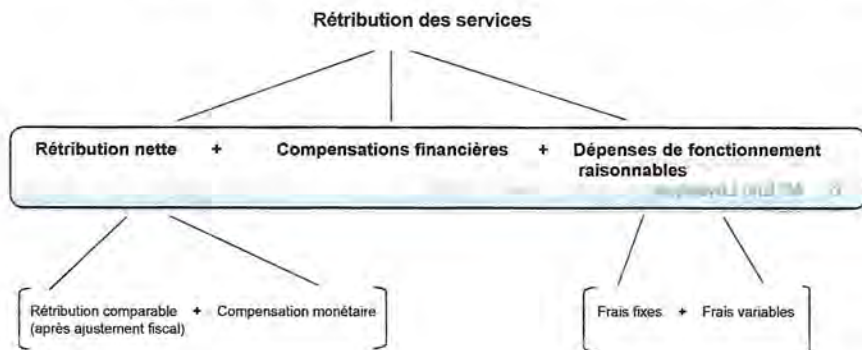 Rétribution des services
Rétribution nette + Compensations financières + Dépenses de fonctionnement
raisonnables
Rétribution comparable + Compensation monétaire
(après ajustement fiscal)
Frais fixes + Frais variables